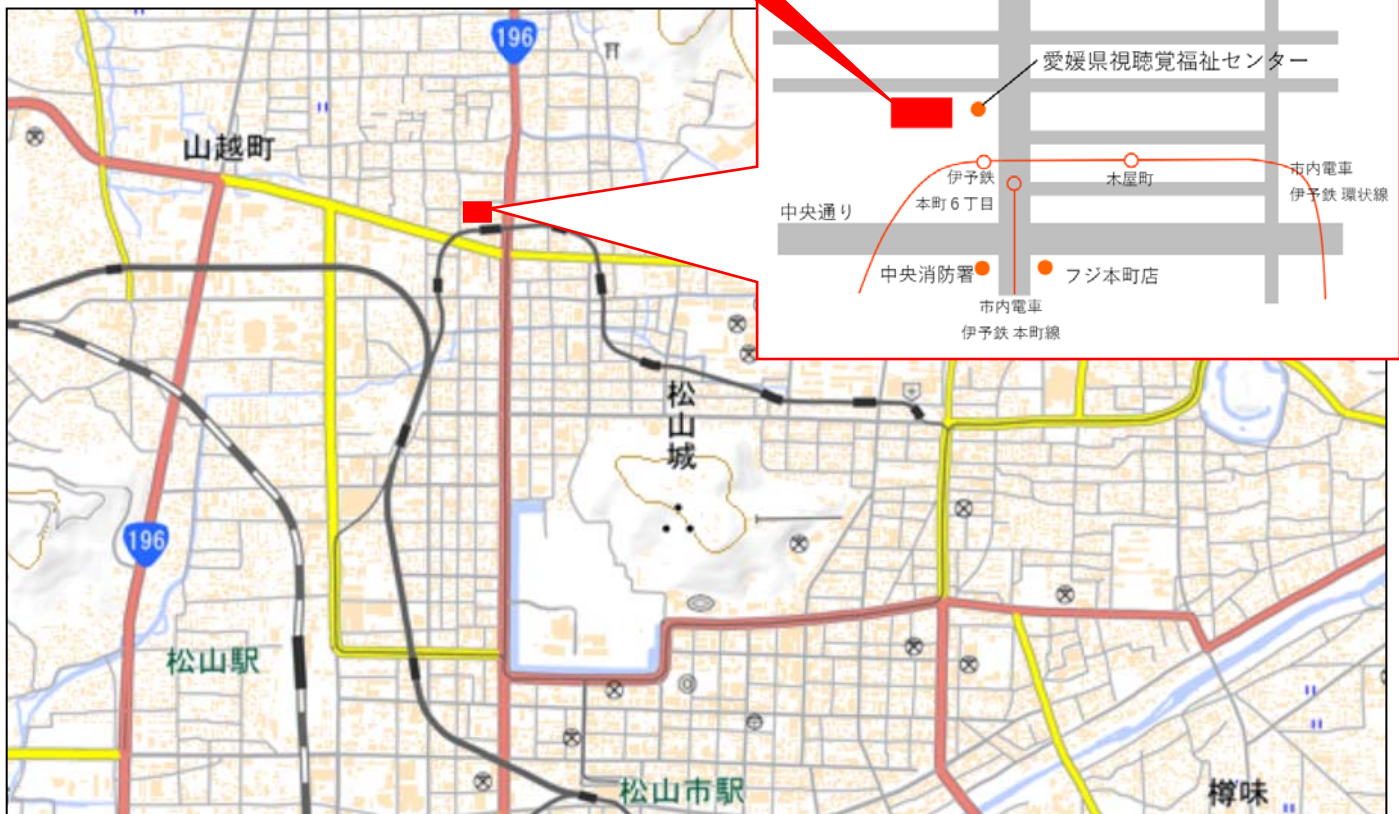 196
山越町
愛媛県視聴覚福祉センター
伊予鉄
本町6丁目
木屋町
市内電車
伊予鉄 環状線
中央通り
中央消防署
フジ本町店
市内電車
伊予鉄 本町線
松山城
196
松山駅
松山市駅
樽味